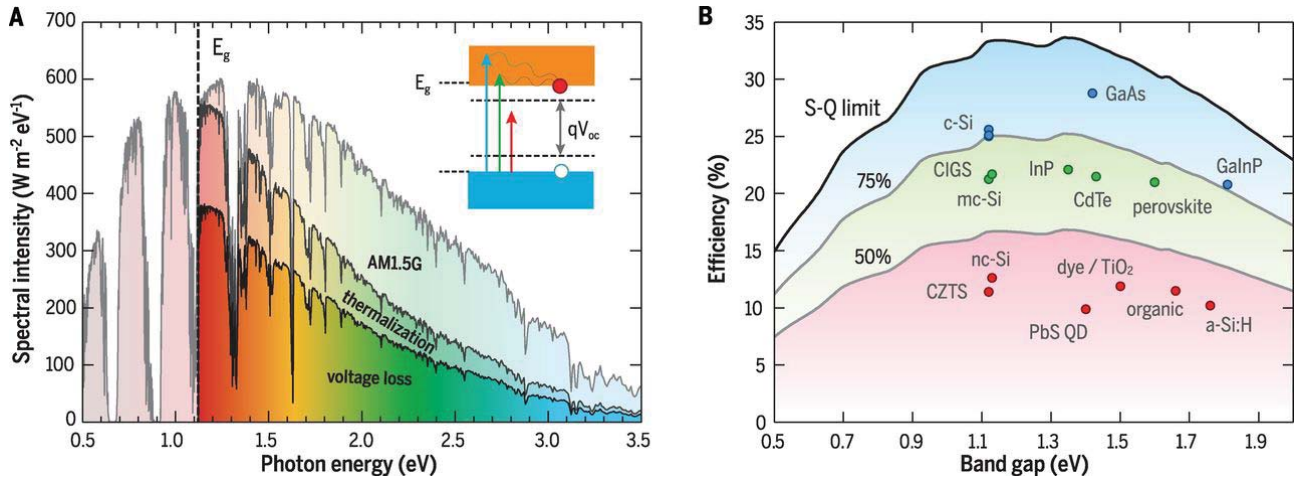 A
700
600
500
400
300
200
100
0
Spectral intensity (W m-2 eV-1)
0.5
1.0
1.5
2.0
2.5
3.0
3.5
Photon energy (eV)
Eg
AM1.5G
thermalization
voltage loss
Eg
qVoc
B
35
30
25
20
15
10
5
0
Efficiency (%)
0.5
0.7
0.9
1.1
1.3
1.5
1.7
1.9
Band gap (eV)
S-Q limit
75%
50%
GaAs
c-Si
CIGS
mc-Si
InP
CdTe
perovskite
GaInP
nc-Si
CZTS
dye / TiO2
PbS QD
organic
a-Si:H